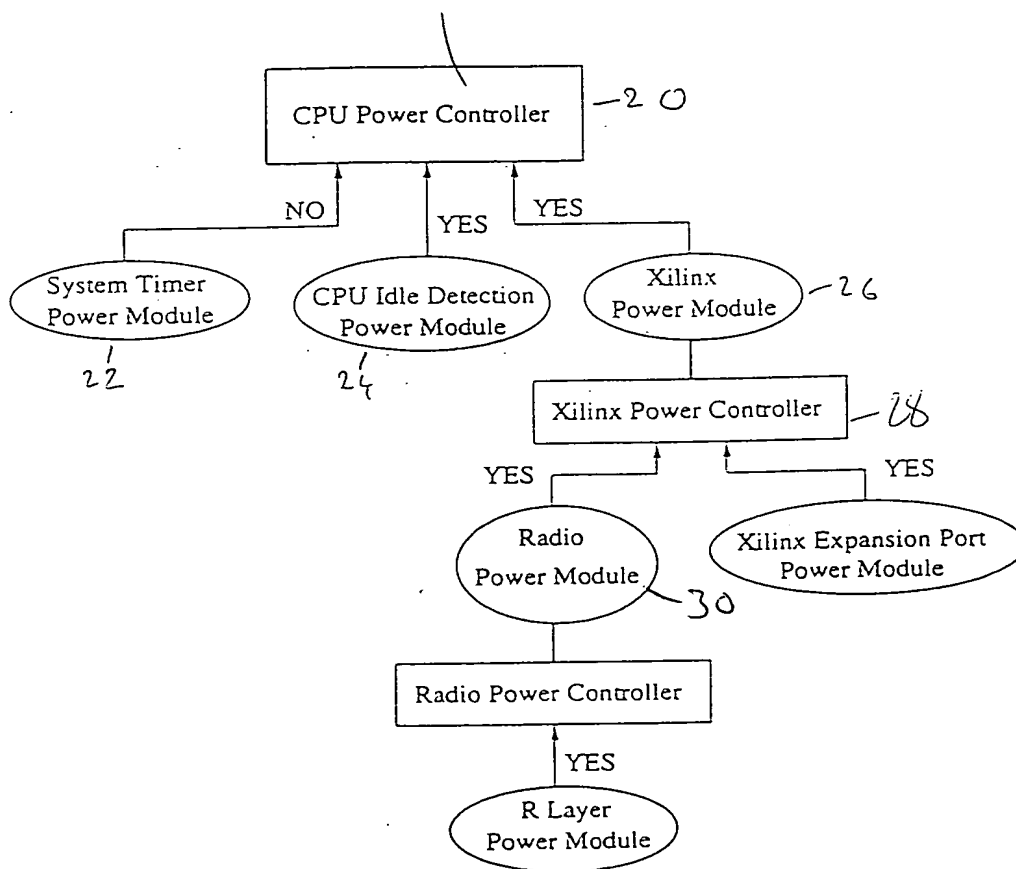 CPU Power Controller
20
NO
YES
YES
System Timer
Power Module
22
CPU Idle Detection
Power Module
24
Xilinx
Power Module
26
Xilinx Power Controller
28
YES
YES
Radio
Power Module
30
Xilinx Expansion Port
Power Module
Radio Power Controller
YES
R Layer
Power Module